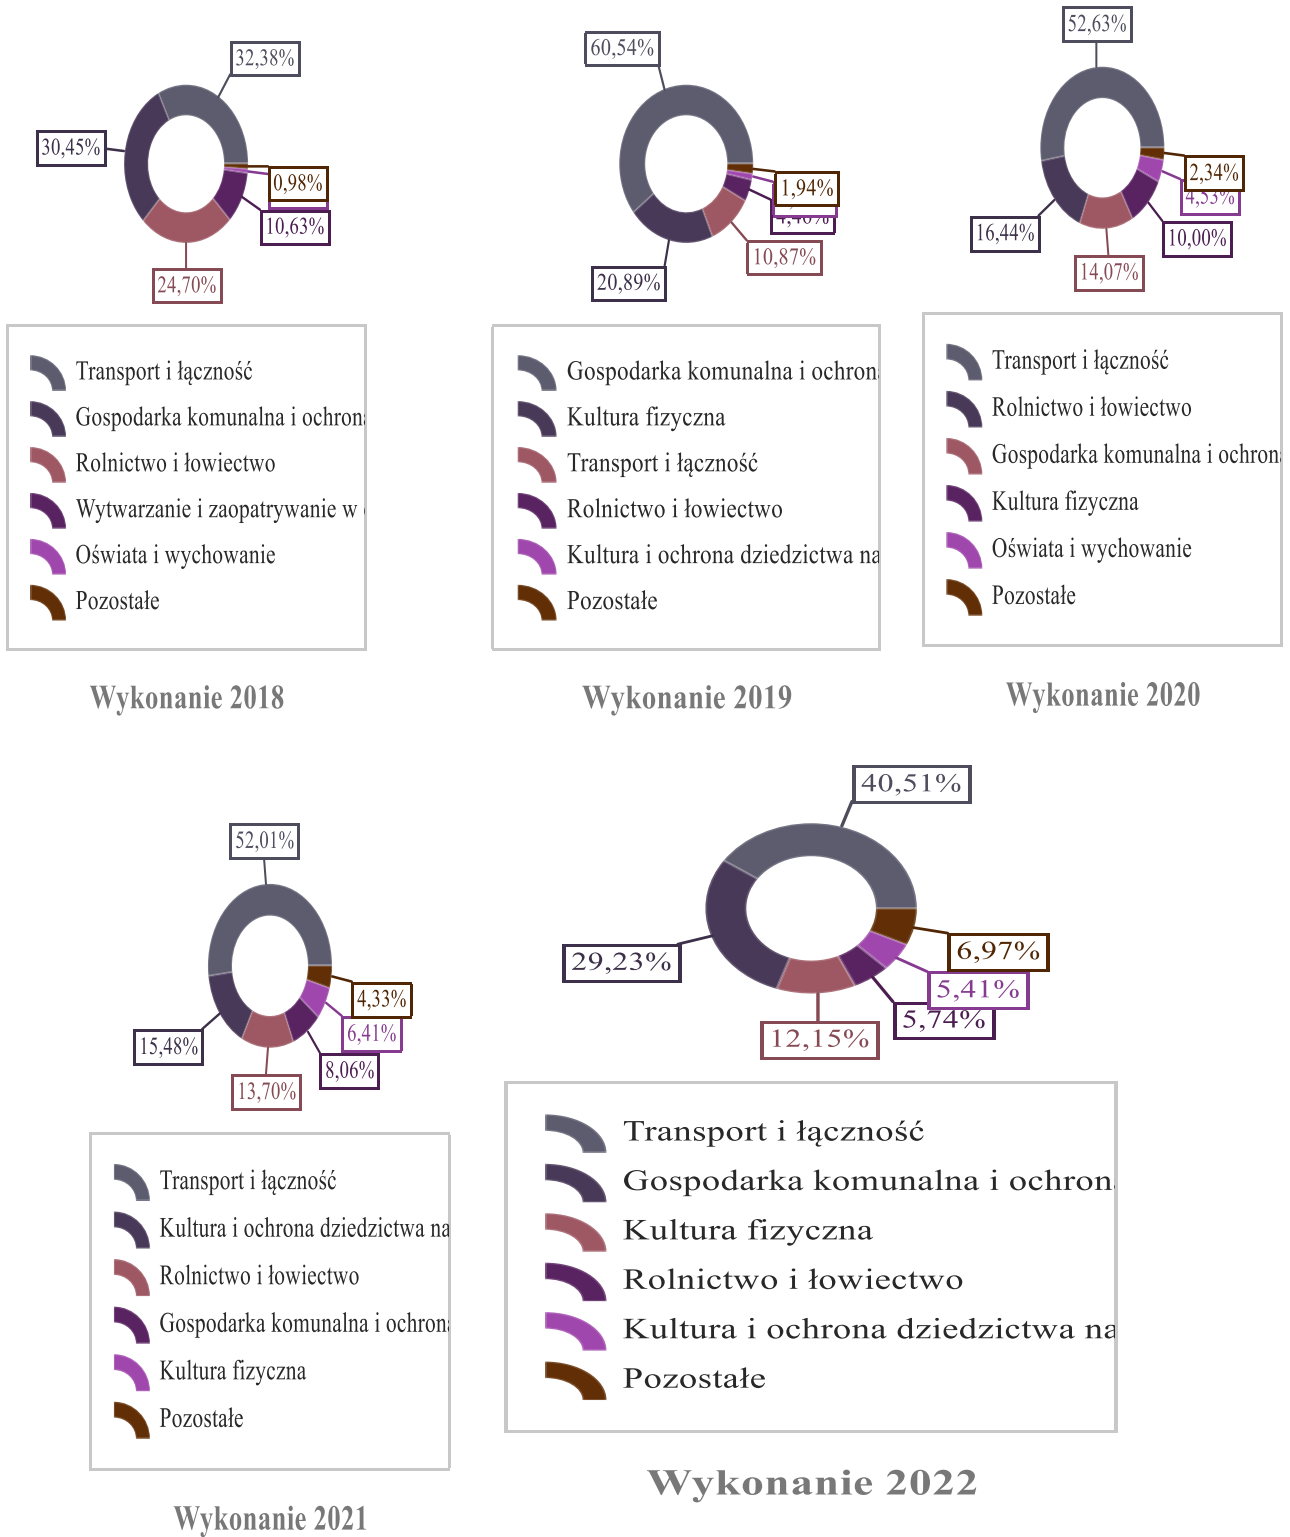 32,38%
30,45%
0,98%
10,63%
24,70%
Transport i łączność
Gospodarka komunalna i ochrona
Rolnictwo i łowiectwo
Wytwarzanie i zaopatrywanie w
Oświata i wychowanie
Pozostałe
Wykonanie 2018
60,54%
1,94%
10,87%
20,89%
Gospodarka komunalna i ochrona
Kultura fizyczna
Transport i łączność
Rolnictwo i łowiectwo
Kultura i ochrona dziedzictwa na
Pozostałe
Wykonanie 2019
52,63%
2,34%
4,53%
10,00%
16,44%
14,07%
Transport i łączność
Rolnictwo i łowiectwo
Gospodarka komunalna i ochrona
Kultura fizyczna
Oświata i wychowanie
Pozostałe
Wykonanie 2020
52,01%
4,33%
6,41%
15,48%
8,06%
13,70%
Transport i łączność
Kultura i ochrona dziedzictwa na
Rolnictwo i łowiectwo
Gospodarka komunalna i ochrona
Kultura fizyczna
Pozostałe
Wykonanie 2021
40,51%
29,23%
6,97%
5,41%
5,74%
12,15%
Transport i łączność
Gospodarka komunalna i ochron
Kultura fizyczna
Rolnictwo i łowiectwo
Kultura i ochrona dziedzictwa na
Pozostałe
Wykonanie 2022